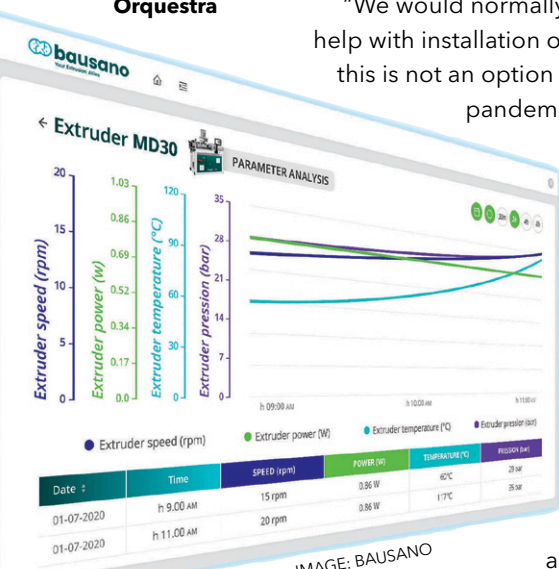 Orquestra
"We would normally
help with installation o
this is not an option
pandem
bausano
Your Extrusion Allies
← Extruder MD30
PARAMETER ANALYSIS
20
15
10
5
0
Extruder speed (rpm)
1.03
0.86
0.69
0.52
0.34
0.17
0.0
Extruder power (w)
120
90
60
30
0
Extruder temperature (°C)
35
28
21
14
7
0
Extruder pression (bar)
h 09:00 AM
h 10:00 AM
h 11:00 AM
Extruder speed (rpm)
Extruder power (W)
Extruder temperature (°C)
Extruder pression (bar)
Date Time SPEED (rpm) POWER (W) TEMPERATURE (°C) PRESSION (bar)
01-07-2020 h 9.00 AM 15 rpm 0.86 W 60°C 29 bar
01-07-2020 h 11.00 AM 20 rpm 0.86 W 117°C 35 bar
IMAGE: BAUSANO
a